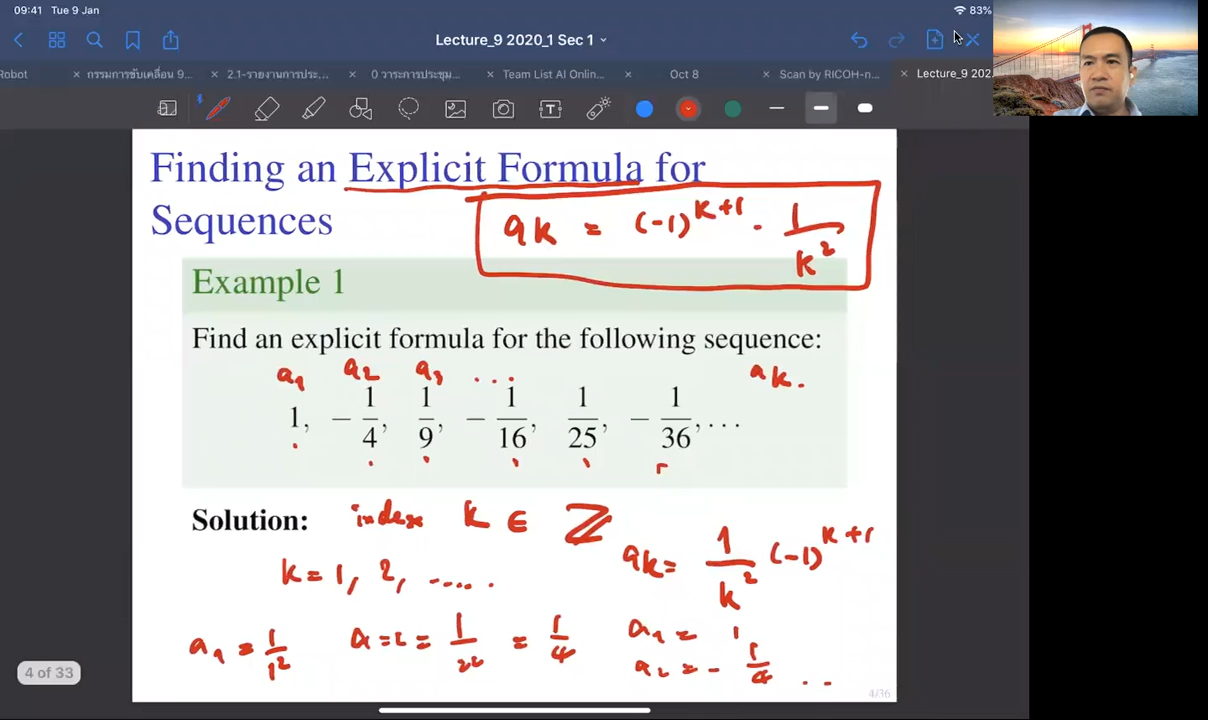 09:41 Tue 9 Jan
83%
Lecture_9 2020_1 Sec 1
Robot
กรรมการขับเคลื่อน 9...
2.1-รายงานการประ...
0 วาระการประชุม...
Team List AI Online...
Oct 8
Scan by RICOH-n...
Lecture_9 202
Finding an Explicit Formula for
Sequences
ak = (-1)^{k+1} · 1/k²
Example 1
Find an explicit formula for the following sequence:
a₁ a₂ a₃ ... ak.
1, − 1/4, 1/9, − 1/16, 1/25, − 1/36, ...
Solution: index k ∈ ℤ
k = 1, 2, .....
ak = 1/k² (-1)^{k+1}
a₁ = 1/1² a=2 = 1/2² = 1/4
a₁ = 1
a₂ = - 1/4 ..
4 of 33
4/36